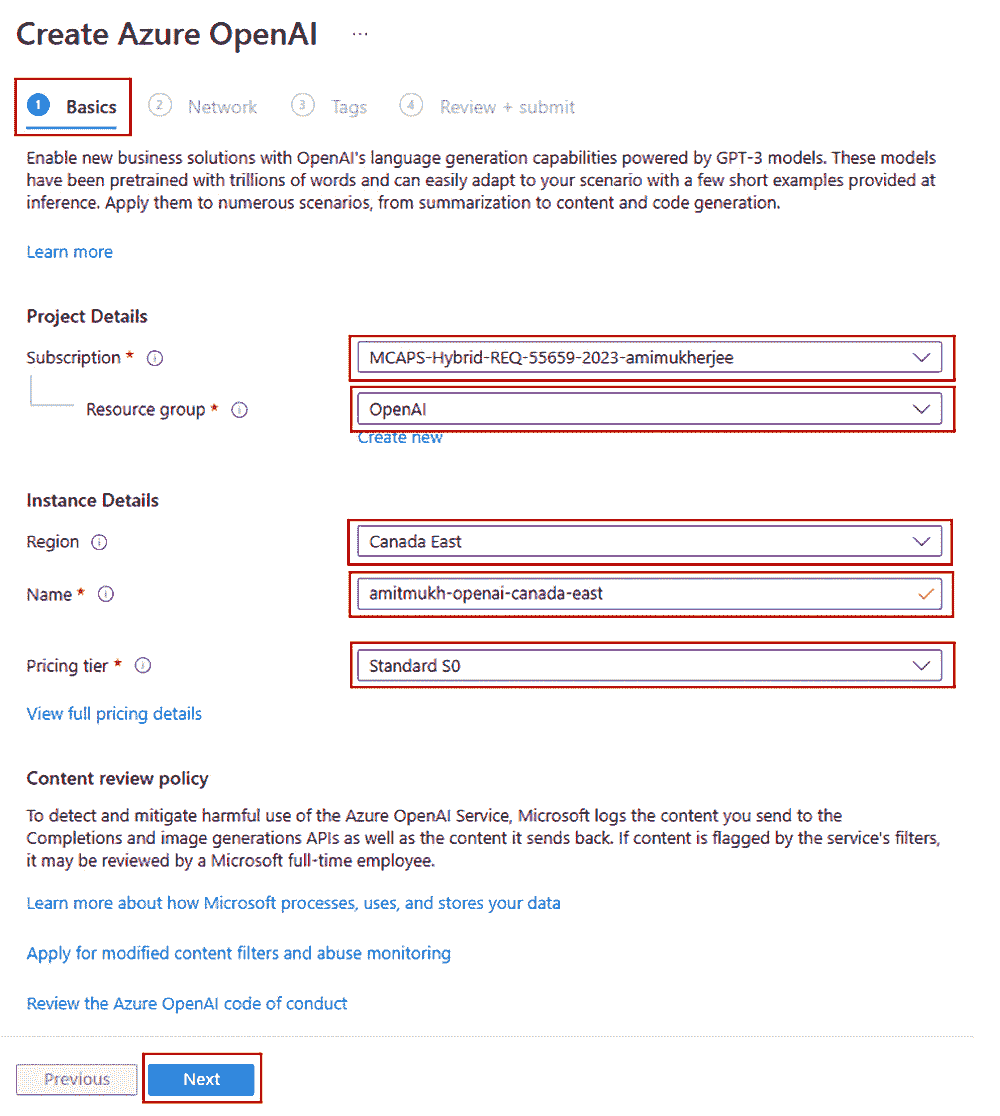 Create Azure OpenAI ...
1 Basics 2 Network 3 Tags 4 Review + submit
Enable new business solutions with OpenAI's language generation capabilities powered by GPT-3 models. These models
have been pretrained with trillions of words and can easily adapt to your scenario with a few short examples provided at
inference. Apply them to numerous scenarios, from summarization to content and code generation.
Learn more
Project Details
Subscription * MCAPS-Hybrid-REQ-55659-2023-amimukherjee
Resource group * OpenAI
Create new
Instance Details
Region Canada East
Name * amitmukh-openai-canada-east
Pricing tier * Standard S0
View full pricing details
Content review policy
To detect and mitigate harmful use of the Azure OpenAI Service, Microsoft logs the content you send to the
Completions and image generations APIs as well as the content it sends back. If content is flagged by the service's filters,
it may be reviewed by a Microsoft full-time employee.
Learn more about how Microsoft processes, uses, and stores your data
Apply for modified content filters and abuse monitoring
Review the Azure OpenAI code of conduct
Previous Next